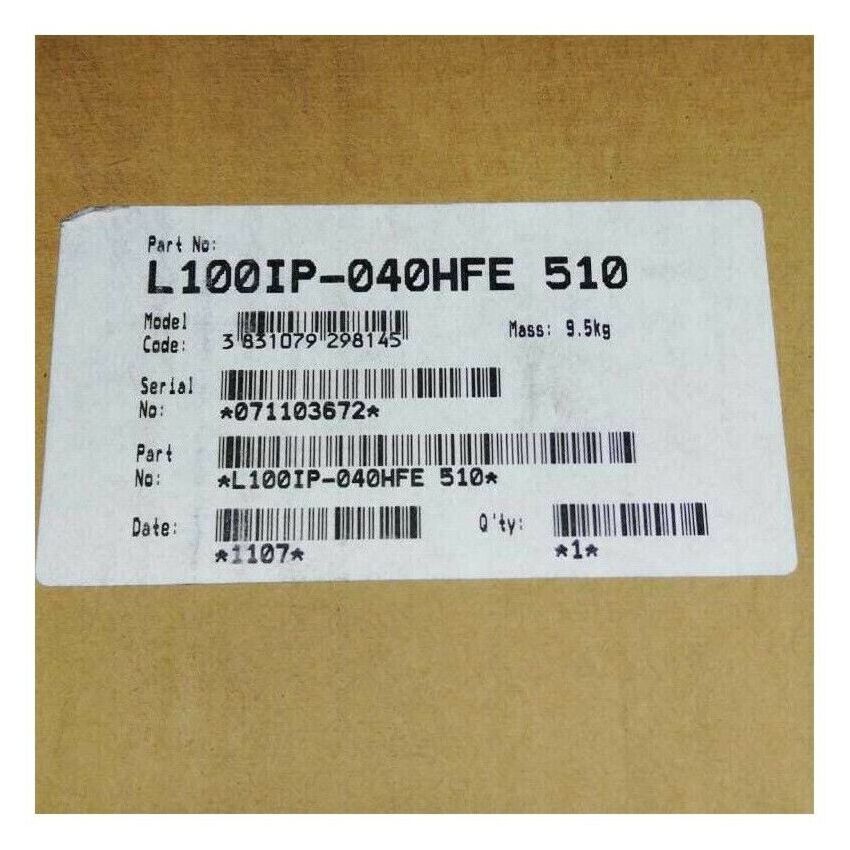 Part No:
L100IP-040HFE 510
Model Code: 3 831079 298145 Mass: 9.5kg
Serial No: *071103672*
Part No: *L100IP-040HFE 510*
Date: *1107* Q'ty: *1*